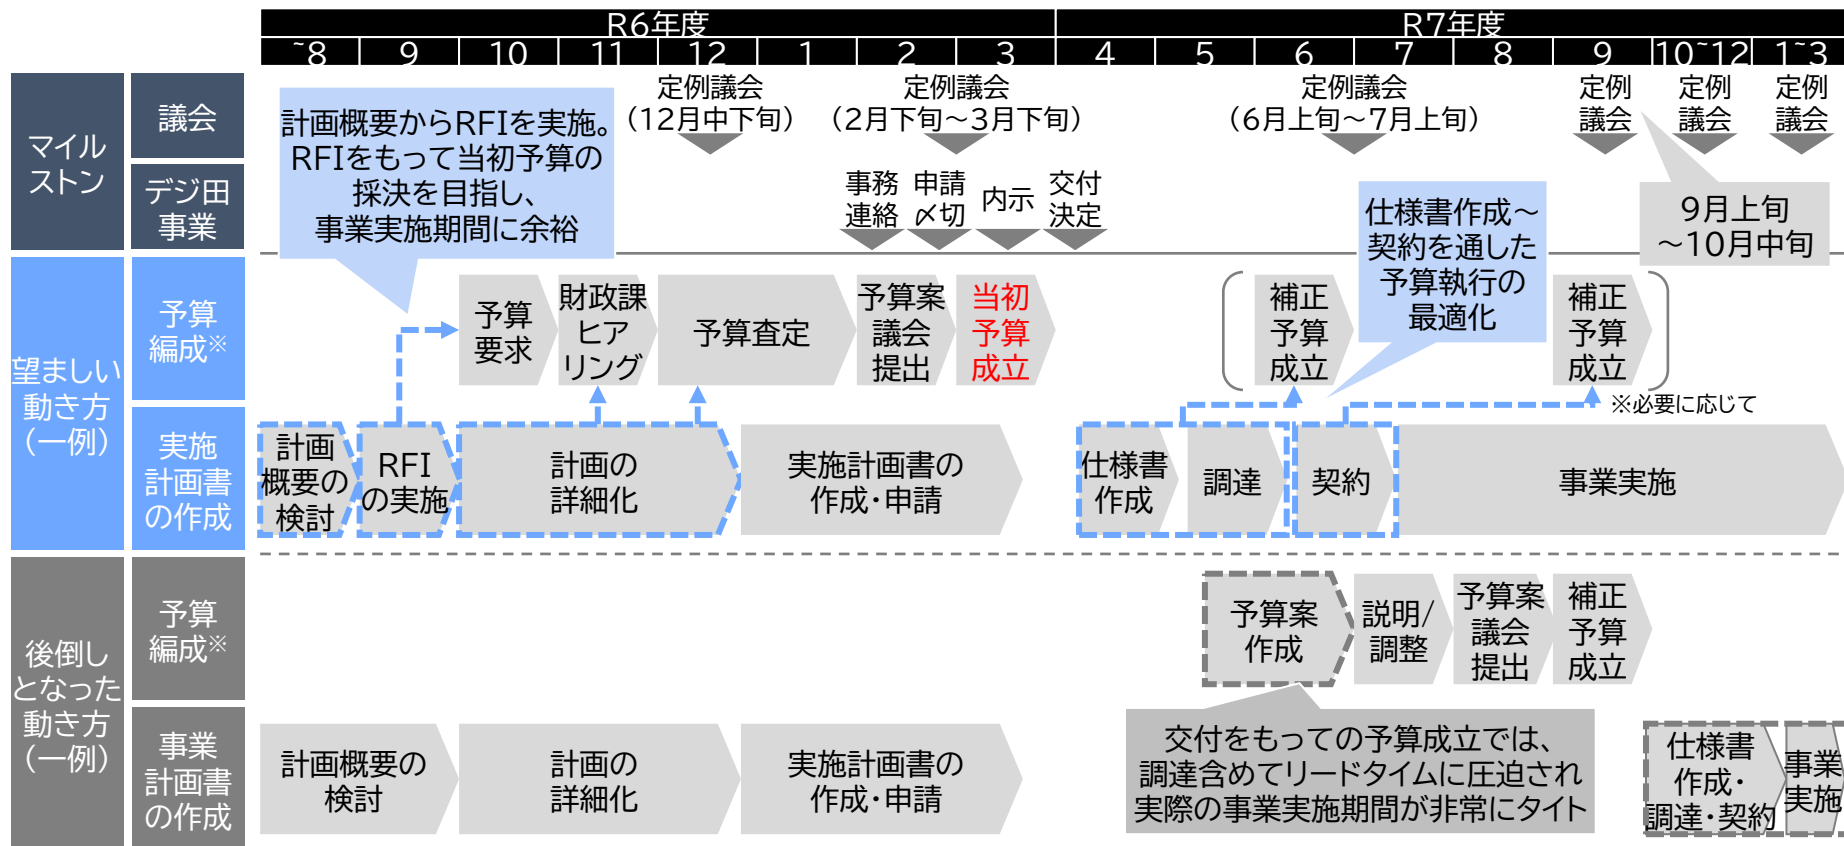 R6年度
R7年度
~8
9
10
11
12
1
2
3
4
5
6
7
8
9
10~12
1~3
マイル
ストン
議会
デジ田
事業
計画概要からRFIを実施。
RFIをもって当初予算の
採決を目指し、
事業実施期間に余裕
定例議会
（12月中下旬）
定例議会
（2月下旬～3月下旬）
定例議会
（6月上旬～7月上旬）
定例
議会
定例
議会
定例
議会
事務
連絡
申請
〆切
内示
交付
決定
仕様書作成～
契約を通した
予算執行の
最適化
9月上旬
～10月中旬
望ましい
動き方
（一例）
予算
編成※
予算
要求
財政課
ヒア
リング
予算査定
予算案
議会
提出
当初
予算
成立
補正
予算
成立
補正
予算
成立
※必要に応じて
実施
計画書
の作成
計画
概要の
検討
RFI
の実施
計画の
詳細化
実施計画書の
作成・申請
仕様書
作成
調達
契約
事業実施
後倒し
となった
動き方
（一例）
予算
編成※
予算案
作成
説明/
調整
予算案
議会
提出
補正
予算
成立
事業
計画書
の作成
計画概要の
検討
計画の
詳細化
実施計画書の
作成・申請
交付をもっての予算成立では、
調達含めてリードタイムに圧迫され
実際の事業実施期間が非常にタイト
仕様書
作成・
調達・契約
事業
実施